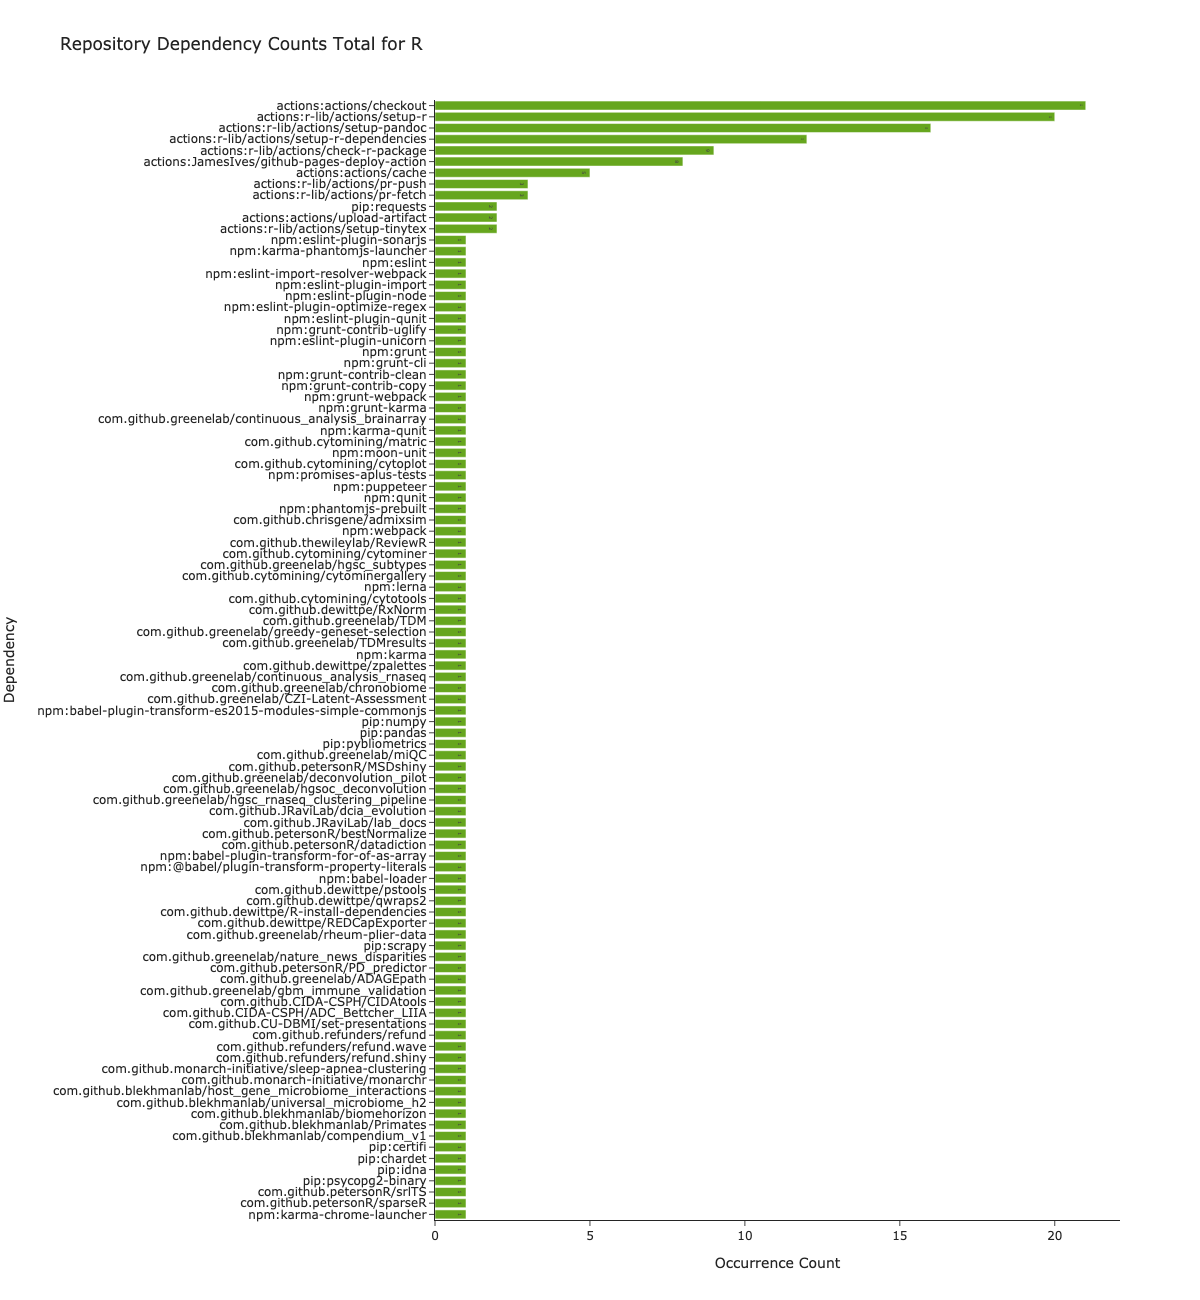 Repository Dependency Counts Total for R
actions:actions/checkout
actions:r-lib/actions/setup-r
actions:r-lib/actions/setup-pandoc
actions:r-lib/actions/setup-r-dependencies
actions:r-lib/actions/check-r-package
actions:JamesIves/github-pages-deploy-action
actions:actions/cache
actions:r-lib/actions/pr-push
actions:r-lib/actions/pr-fetch
pip:requests
actions:actions/upload-artifact
actions:r-lib/actions/setup-tinytex
npm:eslint-plugin-sonarjs
npm:karma-phantomjs-launcher
npm:eslint
npm:eslint-import-resolver-webpack
npm:eslint-plugin-import
npm:eslint-plugin-node
npm:eslint-plugin-optimize-regex
npm:eslint-plugin-qunit
npm:grunt-contrib-uglify
npm:eslint-plugin-unicorn
npm:grunt
npm:grunt-cli
npm:grunt-contrib-clean
npm:grunt-contrib-copy
npm:grunt-webpack
npm:grunt-karma
com.github.greenelab/continuous_analysis_brainarray
npm:karma-qunit
com.github.cytomining/matric
npm:moon-unit
com.github.cytomining/cytoplot
npm:promises-aplus-tests
npm:puppeteer
npm:qunit
npm:phantomjs-prebuilt
com.github.chrisgene/admixsim
npm:webpack
com.github.thewileylab/ReviewR
com.github.cytomining/cytominer
com.github.greenelab/hgsc_subtypes
com.github.cytomining/cytominergallery
npm:lerna
com.github.cytomining/cytotools
com.github.dewittpe/RxNorm
com.github.greenelab/TDM
com.github.greenelab/greedy-geneset-selection
com.github.greenelab/TDMresults
npm:karma
com.github.dewittpe/zpalettes
com.github.greenelab/continuous_analysis_rnaseq
com.github.greenelab/chronobiome
com.github.greenelab/CZI-Latent-Assessment
npm:babel-plugin-transform-es2015-modules-simple-commonjs
pip:numpy
pip:pandas
pip:pybliometrics
com.github.greenelab/miQC
com.github.petersonR/MSDshiny
com.github.greenelab/deconvolution_pilot
com.github.greenelab/hgsoc_deconvolution
com.github.greenelab/hgsc_rnaseq_clustering_pipeline
com.github.JRaviLab/dcia_evolution
com.github.JRaviLab/lab_docs
com.github.petersonR/bestNormalize
com.github.petersonR/datadiction
npm:babel-plugin-transform-for-of-as-array
npm:@babel/plugin-transform-property-literals
npm:babel-loader
com.github.dewittpe/pstools
com.github.dewittpe/qwraps2
com.github.dewittpe/R-install-dependencies
com.github.dewittpe/REDCapExporter
com.github.greenelab/rheum-plier-data
pip:scrapy
com.github.greenelab/nature_news_disparities
com.github.petersonR/PD_predictor
com.github.greenelab/ADAGEpath
com.github.greenelab/gbm_immune_validation
com.github.CIDA-CSPH/CIDAtools
com.github.CIDA-CSPH/ADC_Bettcher_LIIA
com.github.CU-DBMI/set-presentations
com.github.refunders/refund
com.github.refunders/refund.wave
com.github.refunders/refund.shiny
com.github.monarch-initiative/sleep-apnea-clustering
com.github.monarch-initiative/monarchr
com.github.blekhmanlab/host_gene_microbiome_interactions
com.github.blekhmanlab/universal_microbiome_h2
com.github.blekhmanlab/biomehorizon
com.github.blekhmanlab/Primates
com.github.blekhmanlab/compendium_v1
pip:certifi
pip:chardet
pip:idna
pip:psycopg2-binary
com.github.petersonR/srlTS
com.github.petersonR/sparseR
npm:karma-chrome-launcher
Dependency
0 5 10 15 20
Occurrence Count